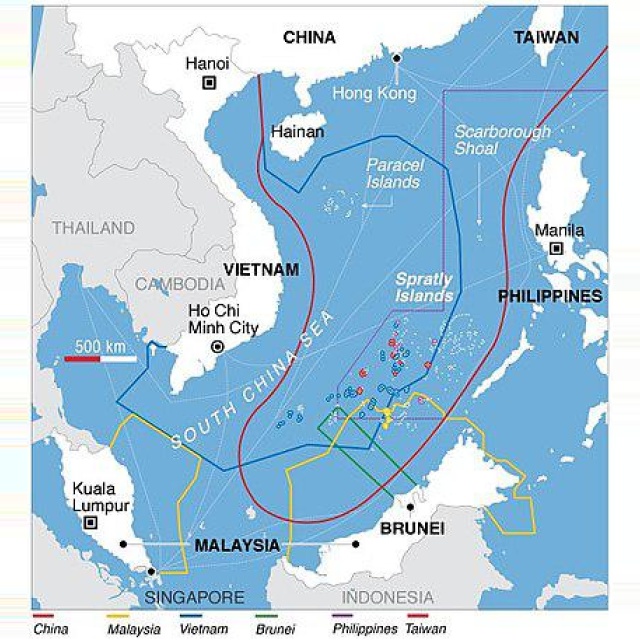 CHINA
TAIWAN
Hanoi
Hong Kong
Hainan
Scarborough
Shoal
Paracel
Islands
THAILAND
Manila
VIETNAM
CAMBODIA
Spratly
Islands
PHILIPPINES
Ho Chi
Minh City
500 km
SOUTH CHINA SEA
Kuala
Lumpur
BRUNEI
MALAYSIA
SINGAPORE
INDONESIA
China
Malaysia
Vietnam
Brunei
Philippines
Taiwan